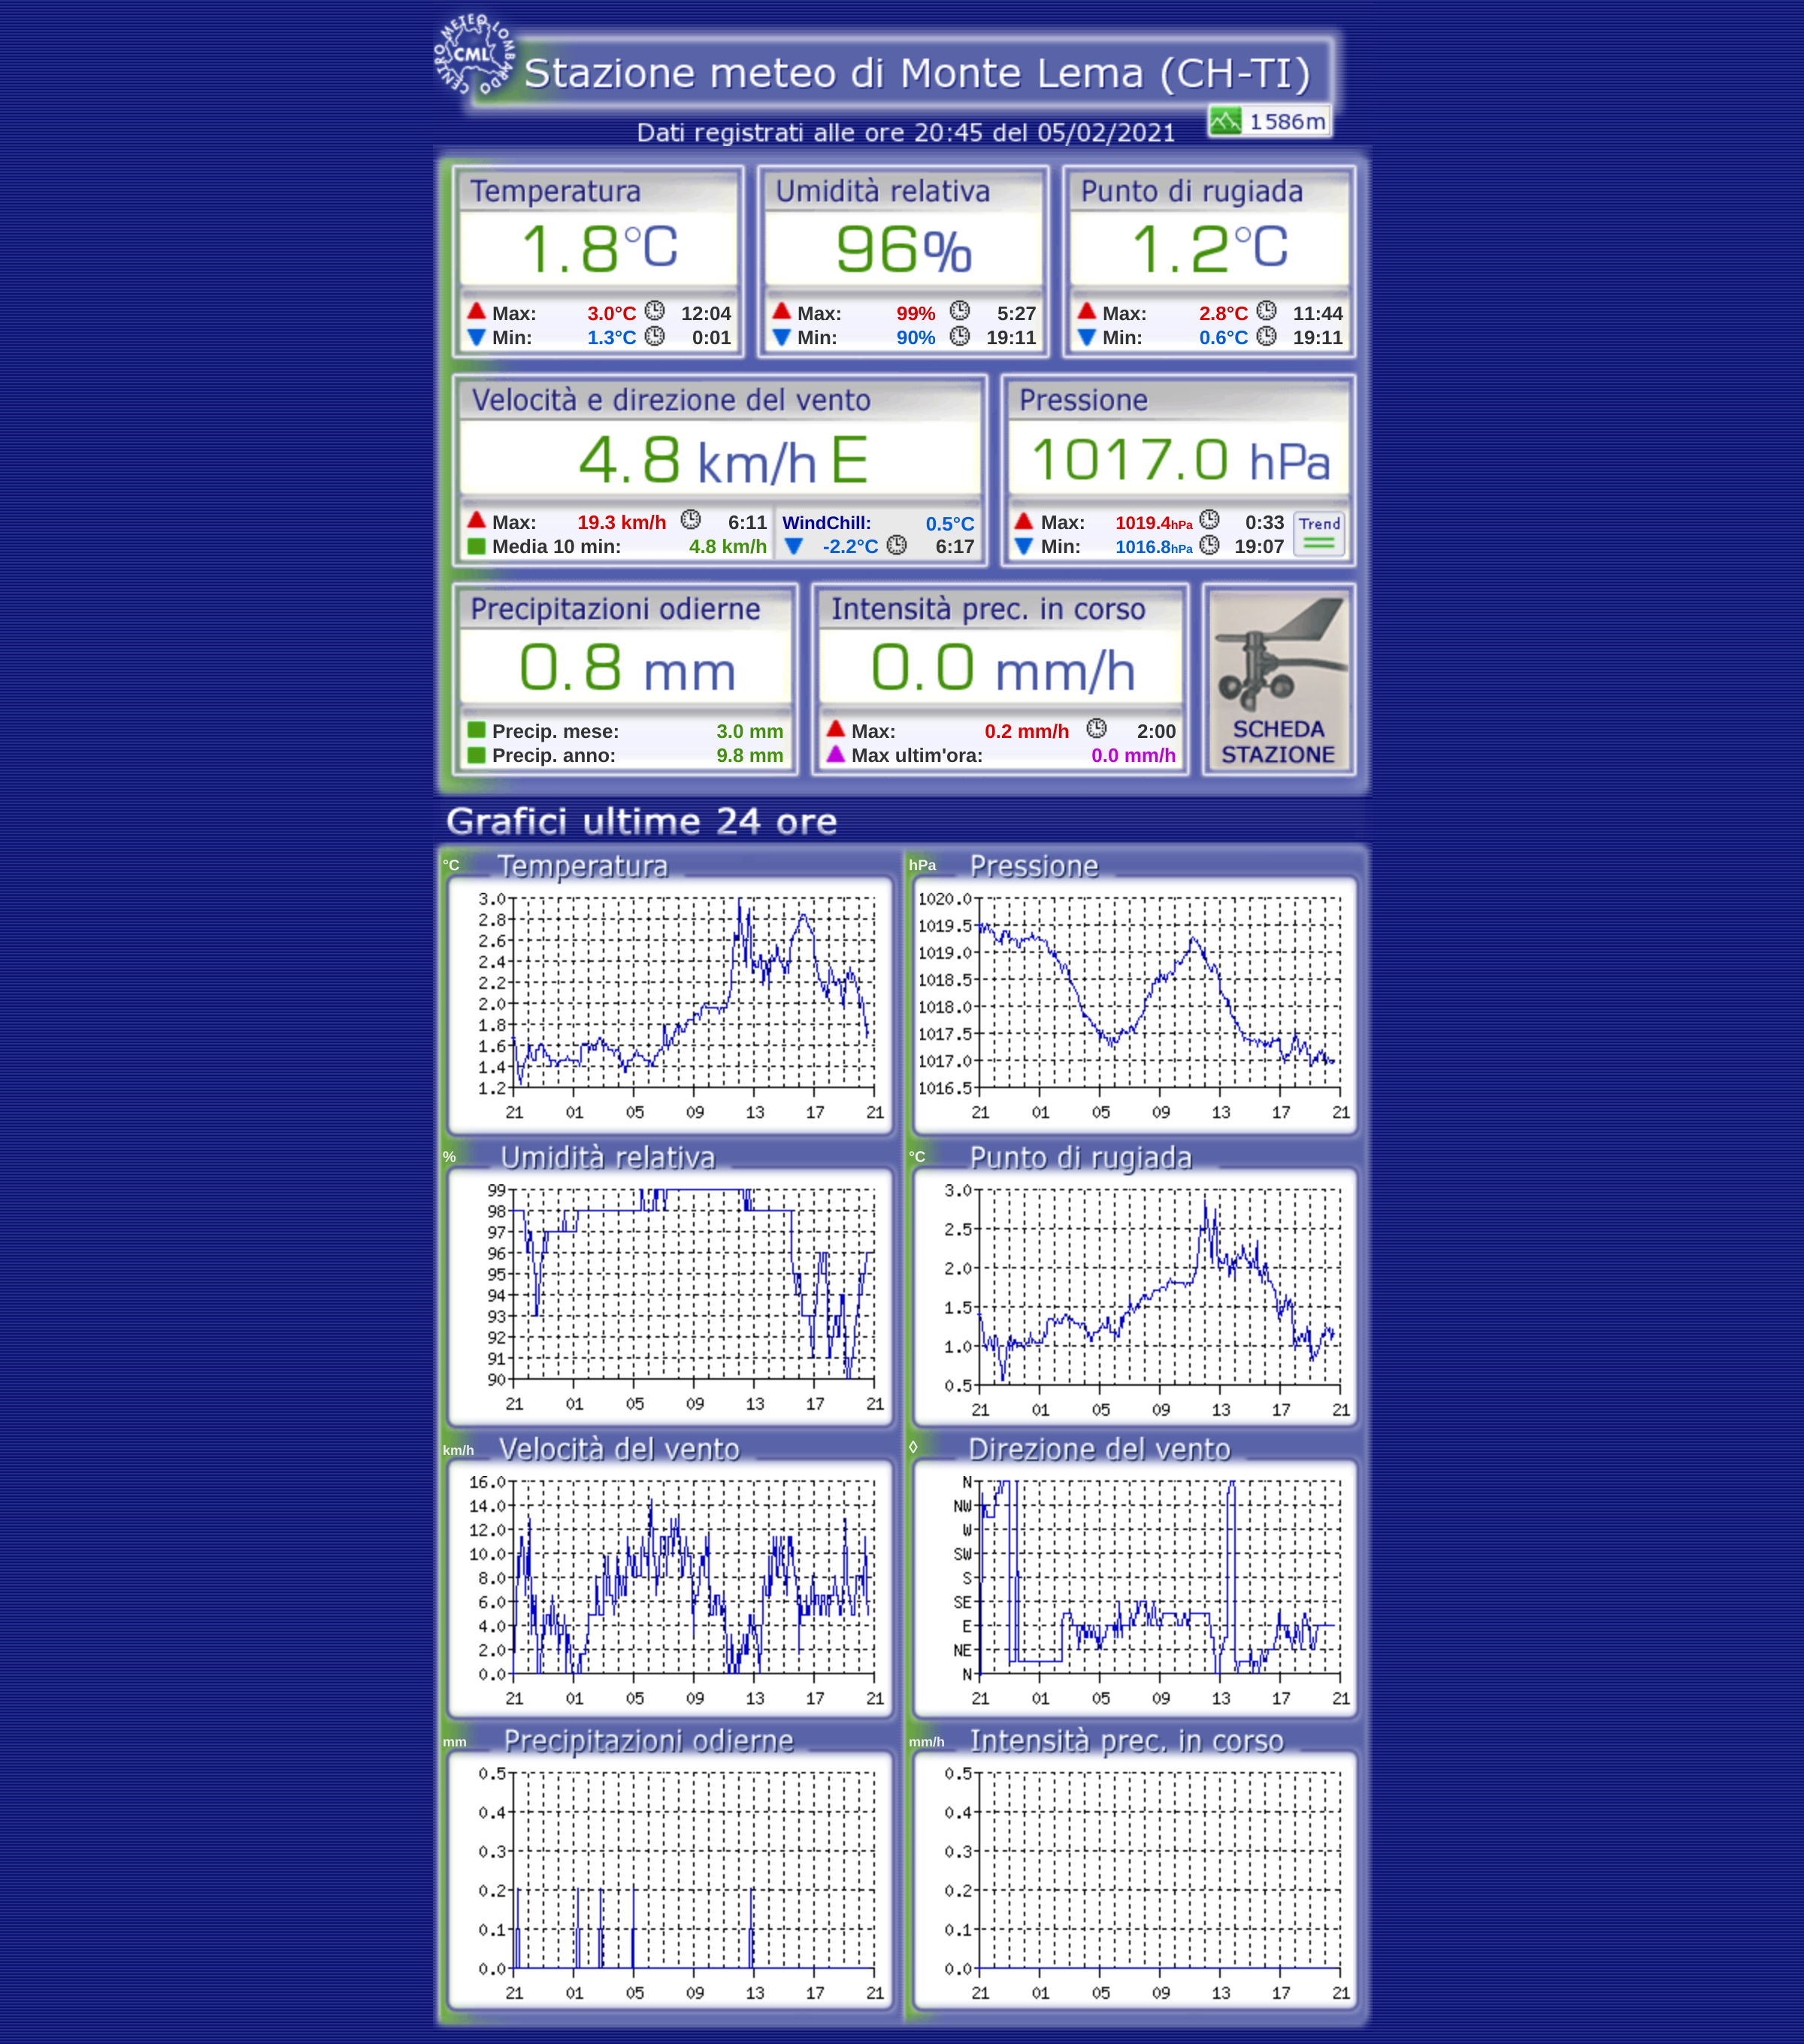 CENTRO METEO LOMBARDO
CML
Stazione meteo di Monte Lema (CH-TI)
Dati registrati alle ore 20:45 del 05/02/2021
1586m
Temperatura Umidità relativa Punto di rugiada
1.8°C 96% 1.2°C
Max: 3.0°C 12:04 Max: 99% 5:27 Max: 2.8°C 11:44
Min: 1.3°C 0:01 Min: 90% 19:11 Min: 0.6°C 19:11
Velocità e direzione del vento Pressione
4.8 km/h E 1017.0 hPa
Max: 19.3 km/h 6:11 WindChill: 0.5°C Max: 1019.4hPa 0:33 Trend
Media 10 min: 4.8 km/h -2.2°C 6:17 Min: 1016.8hPa 19:07
Precipitazioni odierne Intensità prec. in corso
0.8 mm 0.0 mm/h
Precip. mese: 3.0 mm Max: 0.2 mm/h 2:00 SCHEDA
Precip. anno: 9.8 mm Max ultim'ora: 0.0 mm/h STAZIONE
Grafici ultime 24 ore
°C Temperatura
3.0
2.8
2.6
2.4
2.2
2.0
1.8
1.6
1.4
1.2
21 01 05 09 13 17 21
hPa Pressione
1020.0
1019.5
1019.0
1018.5
1018.0
1017.5
1017.0
1016.5
21 01 05 09 13 17 21
% Umidità relativa
99
98
97
96
95
94
93
92
91
90
21 01 05 09 13 17 21
°C Punto di rugiada
3.0
2.5
2.0
1.5
1.0
0.5
21 01 05 09 13 17 21
km/h Velocità del vento
16.0
14.0
12.0
10.0
8.0
6.0
4.0
2.0
0.0
21 01 05 09 13 17 21
◊ Direzione del vento
N
NW
W
SW
S
SE
E
NE
N
21 01 05 09 13 17 21
mm Precipitazioni odierne
0.5
0.4
0.3
0.2
0.1
0.0
21 01 05 09 13 17 21
mm/h Intensità prec. in corso
0.5
0.4
0.3
0.2
0.1
0.0
21 01 05 09 13 17 21